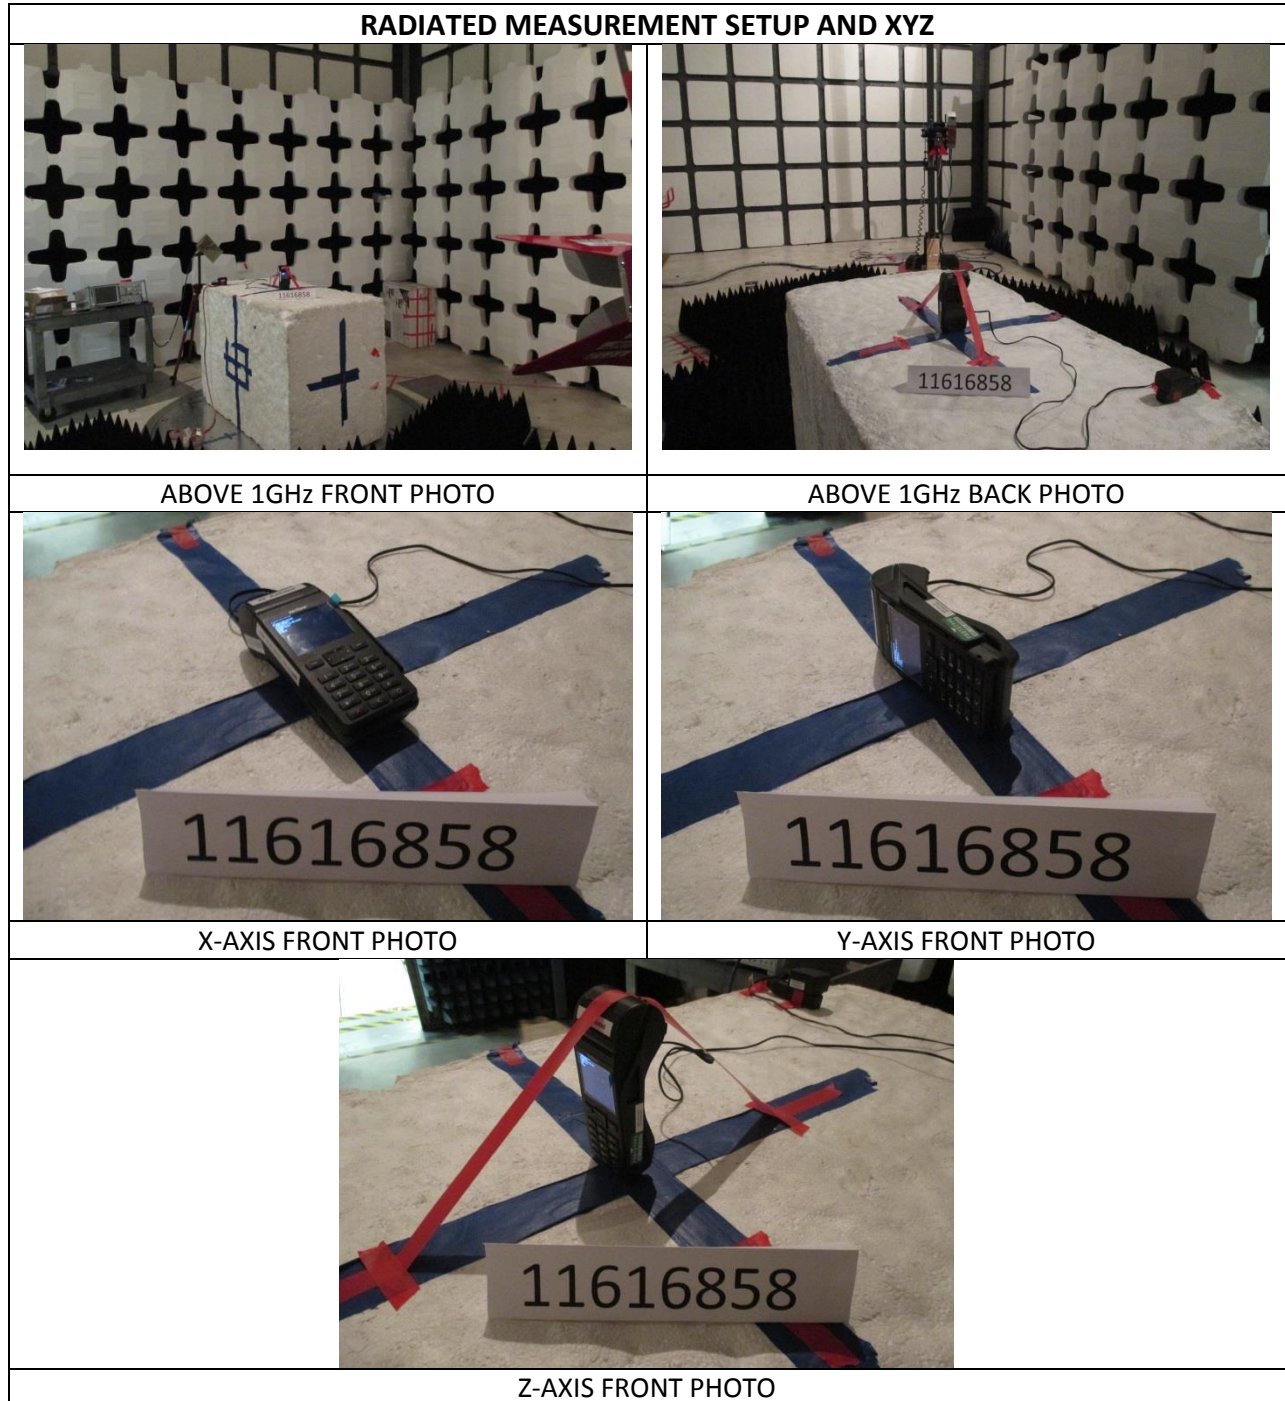 RADIATED MEASUREMENT SETUP AND XYZ
11616858
11616858
ABOVE 1GHz FRONT PHOTO
ABOVE 1GHz BACK PHOTO
11616858
11616858
X-AXIS FRONT PHOTO
Y-AXIS FRONT PHOTO
11616858
Z-AXIS FRONT PHOTO